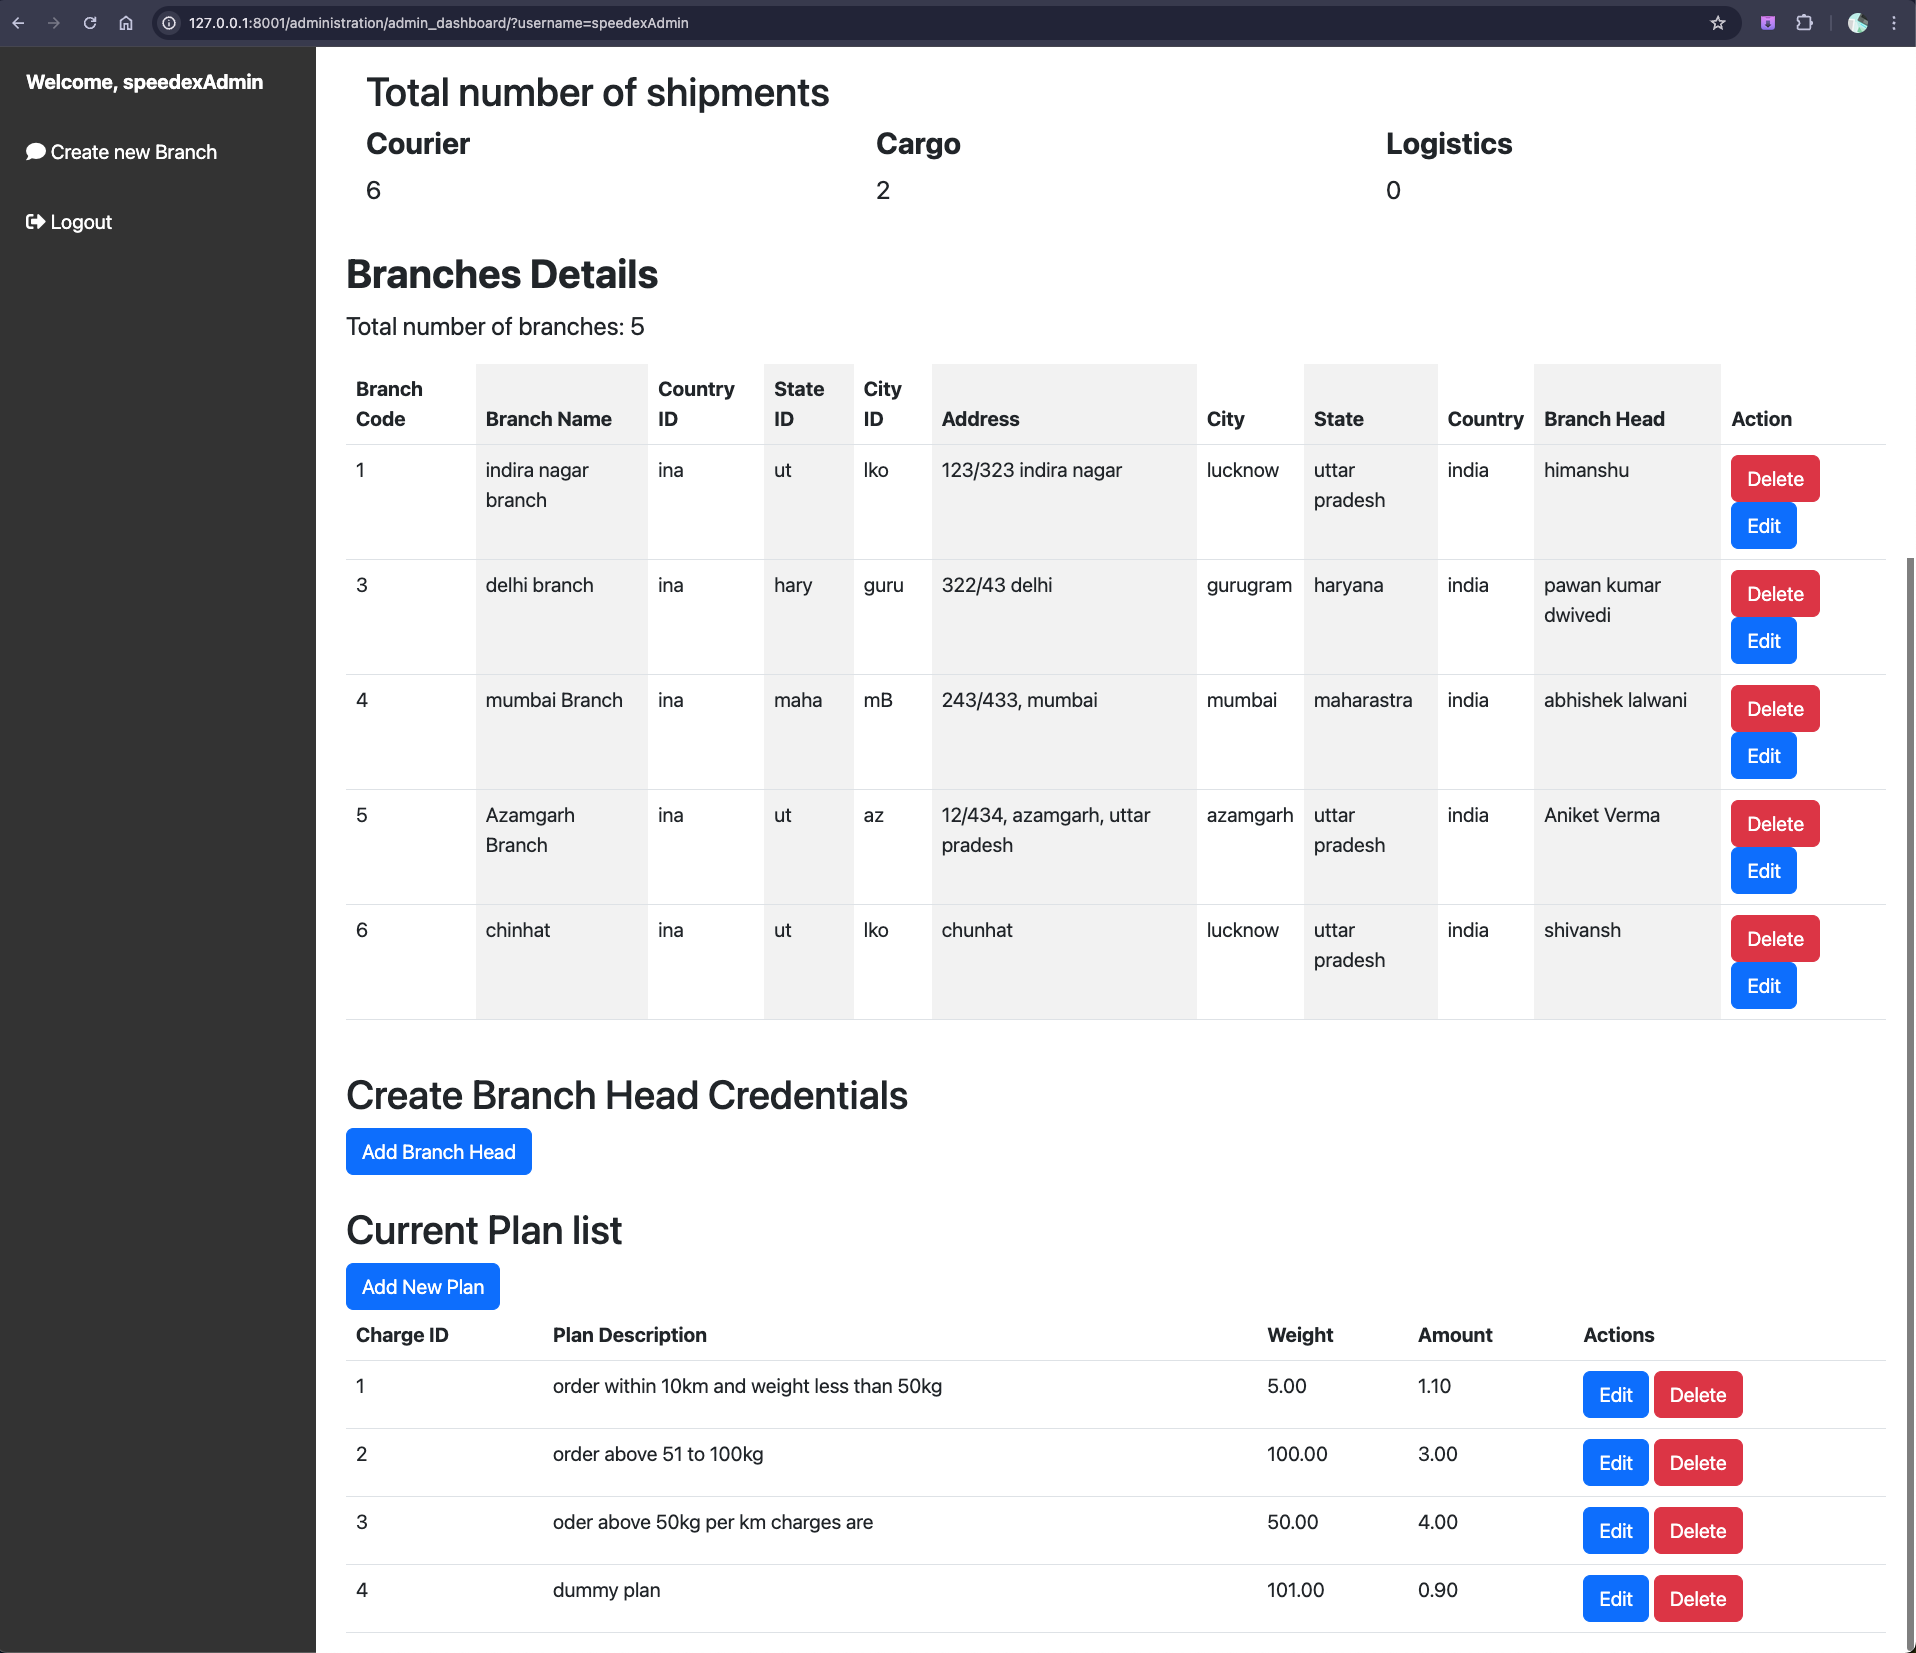 127.0.0.1:8001/administration/admin_dashboard/?username=speedexAdmin
Welcome, speedexAdmin
Create new Branch
Logout
Total number of shipments
Courier Cargo Logistics
6 2 0
Branches Details
Total number of branches: 5
Branch Code Branch Name Country ID State ID City ID Address City State Country Branch Head Action
1 indira nagar branch ina ut lko 123/323 indira nagar lucknow uttar pradesh india himanshu Delete Edit
3 delhi branch ina hary guru 322/43 delhi gurugram haryana india pawan kumar dwivedi Delete Edit
4 mumbai Branch ina maha mB 243/433, mumbai mumbai maharastra india abhishek lalwani Delete Edit
5 Azamgarh Branch ina ut az 12/434, azamgarh, uttar pradesh azamgarh uttar pradesh india Aniket Verma Delete Edit
6 chinhat ina ut lko chunhat lucknow uttar pradesh india shivansh Delete Edit
Create Branch Head Credentials
Add Branch Head
Current Plan list
Add New Plan
Charge ID Plan Description Weight Amount Actions
1 order within 10km and weight less than 50kg 5.00 1.10 Edit Delete
2 order above 51 to 100kg 100.00 3.00 Edit Delete
3 oder above 50kg per km charges are 50.00 4.00 Edit Delete
4 dummy plan 101.00 0.90 Edit Delete